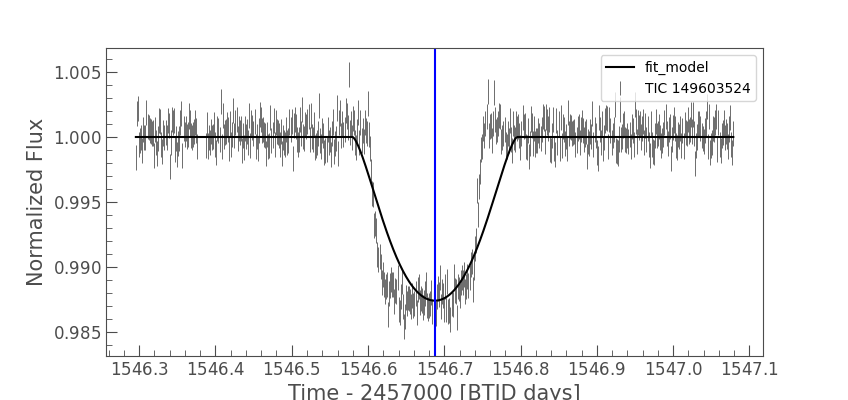 1.005
1.000
0.995
0.990
0.985
Normalized Flux
fit_model
TIC 149603524
1546.3 1546.4 1546.5 1546.6 1546.7 1546.8 1546.9 1547.0 1547.1
Time - 2457000 [BTJD days]